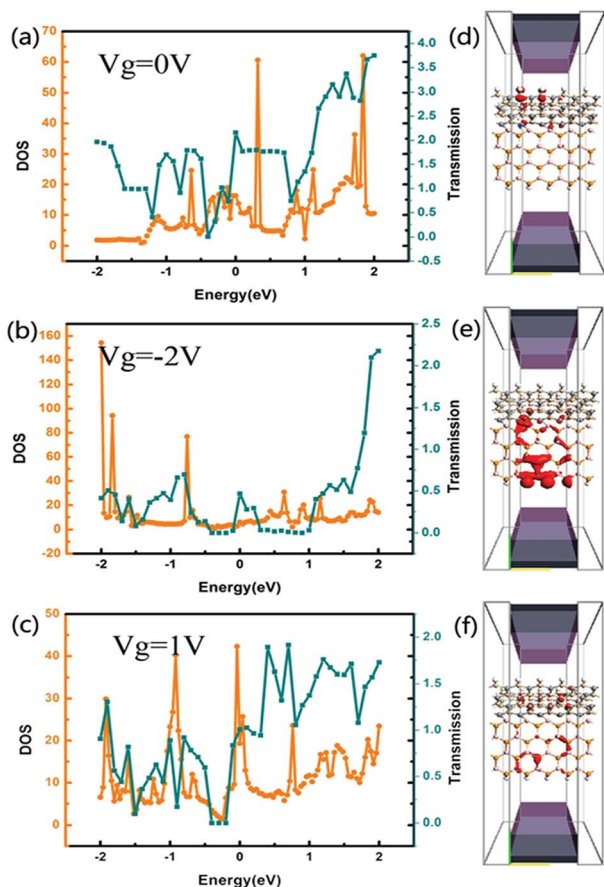 (a)
Vg=0V
DOS
70
60
50
40
30
20
10
0
-2 -1 0 1 2
Energy(eV)
4.0
3.5
3.0
2.5
2.0
1.5
1.0
0.5
0.0
-0.5
Transmission
(d)
(b)
Vg=-2V
DOS
160
140
120
100
80
60
40
20
0
-20
-2 -1 0 1 2
Energy(eV)
2.5
2.0
1.5
1.0
0.5
0.0
Transmission
(e)
(c)
Vg=1V
DOS
50
40
30
20
10
0
-2 -1 0 1 2
Energy(eV)
2.0
1.5
1.0
0.5
0.0
Transmission
(f)